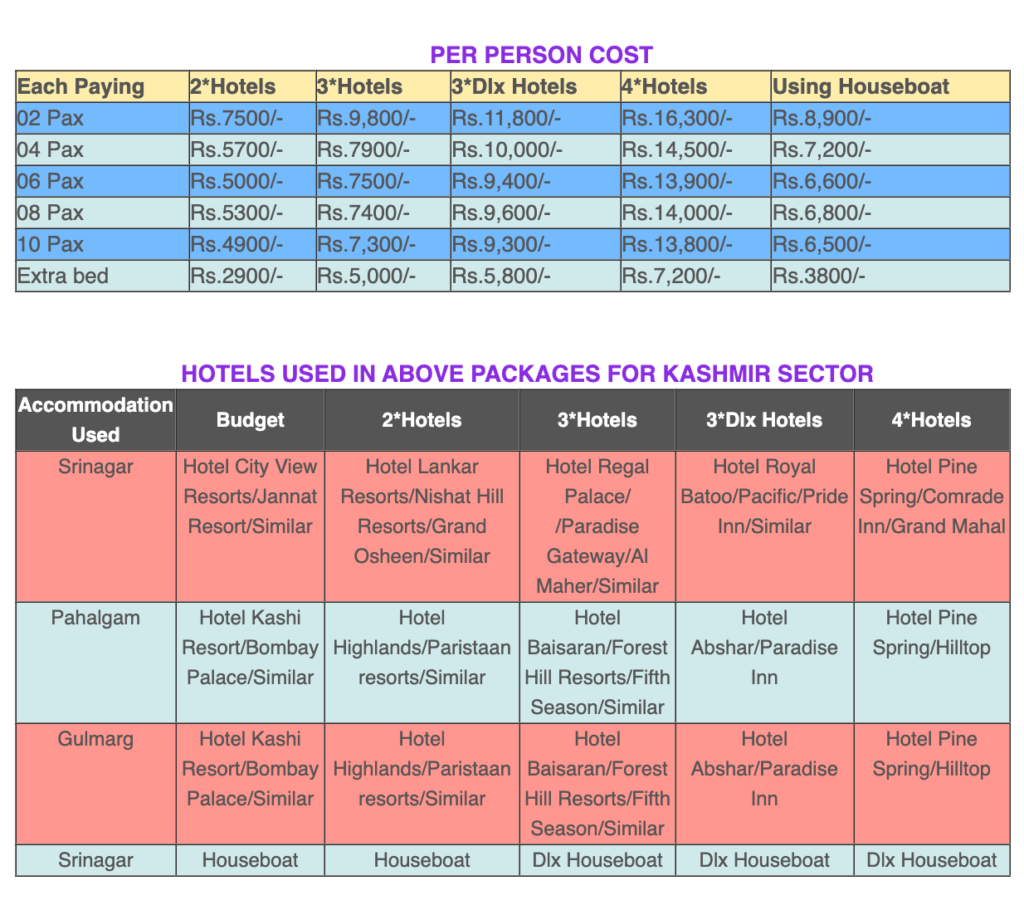 PER PERSON COST
Each Paying 2*Hotels 3*Hotels 3*Dlx Hotels 4*Hotels Using Houseboat
02 Pax Rs.7500/- Rs.9,800/- Rs.11,800/- Rs.16,300/- Rs.8,900/-
04 Pax Rs.5700/- Rs.7900/- Rs.10,000/- Rs.14,500/- Rs.7,200/-
06 Pax Rs.5000/- Rs.7500/- Rs.9,400/- Rs.13,900/- Rs.6,600/-
08 Pax Rs.5300/- Rs.7400/- Rs.9,600/- Rs.14,000/- Rs.6,800/-
10 Pax Rs.4900/- Rs.7,300/- Rs.9,300/- Rs.13,800/- Rs.6,500/-
Extra bed Rs.2900/- Rs.5,000/- Rs.5,800/- Rs.7,200/- Rs.3800/-
HOTELS USED IN ABOVE PACKAGES FOR KASHMIR SECTOR
Accommodation
Used
Budget
2*Hotels
3*Hotels
3*Dlx Hotels
4*Hotels
Srinagar
Hotel City View
Resorts/Jannat
Resort/Similar
Hotel Lankar
Resorts/Nishat Hill
Resorts/Grand
Osheen/Similar
Hotel Regal
Palace/
/Paradise
Gateway/Al
Maher/Similar
Hotel Royal
Batoo/Pacific/Pride
Inn/Similar
Hotel Pine
Spring/Comrade
Inn/Grand Mahal
Pahalgam
Hotel Kashi
Resort/Bombay
Palace/Similar
Hotel
Highlands/Paristaan
resorts/Similar
Hotel
Baisaran/Forest
Hill Resorts/Fifth
Season/Similar
Hotel
Abshar/Paradise
Inn
Hotel Pine
Spring/Hilltop
Gulmarg
Hotel Kashi
Resort/Bombay
Palace/Similar
Hotel
Highlands/Paristaan
resorts/Similar
Hotel
Baisaran/Forest
Hill Resorts/Fifth
Season/Similar
Hotel
Abshar/Paradise
Inn
Hotel Pine
Spring/Hilltop
Srinagar Houseboat Houseboat Dlx Houseboat Dlx Houseboat Dlx Houseboat